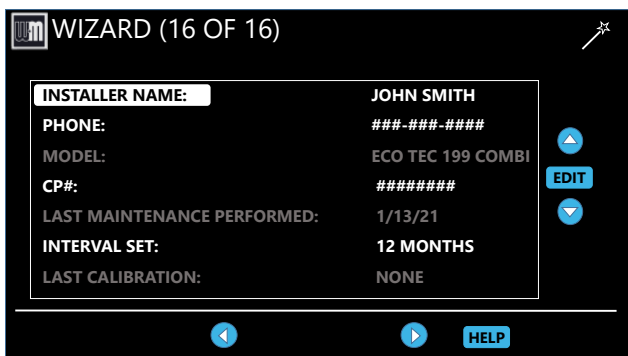 wm WIZARD (16 OF 16)
INSTALLER NAME: JOHN SMITH
PHONE: ###-###-####
MODEL: ECO TEC 199 COMBI
CP#: ########
LAST MAINTENANCE PERFORMED: 1/13/21
INTERVAL SET: 12 MONTHS
LAST CALIBRATION: NONE
EDIT
HELP